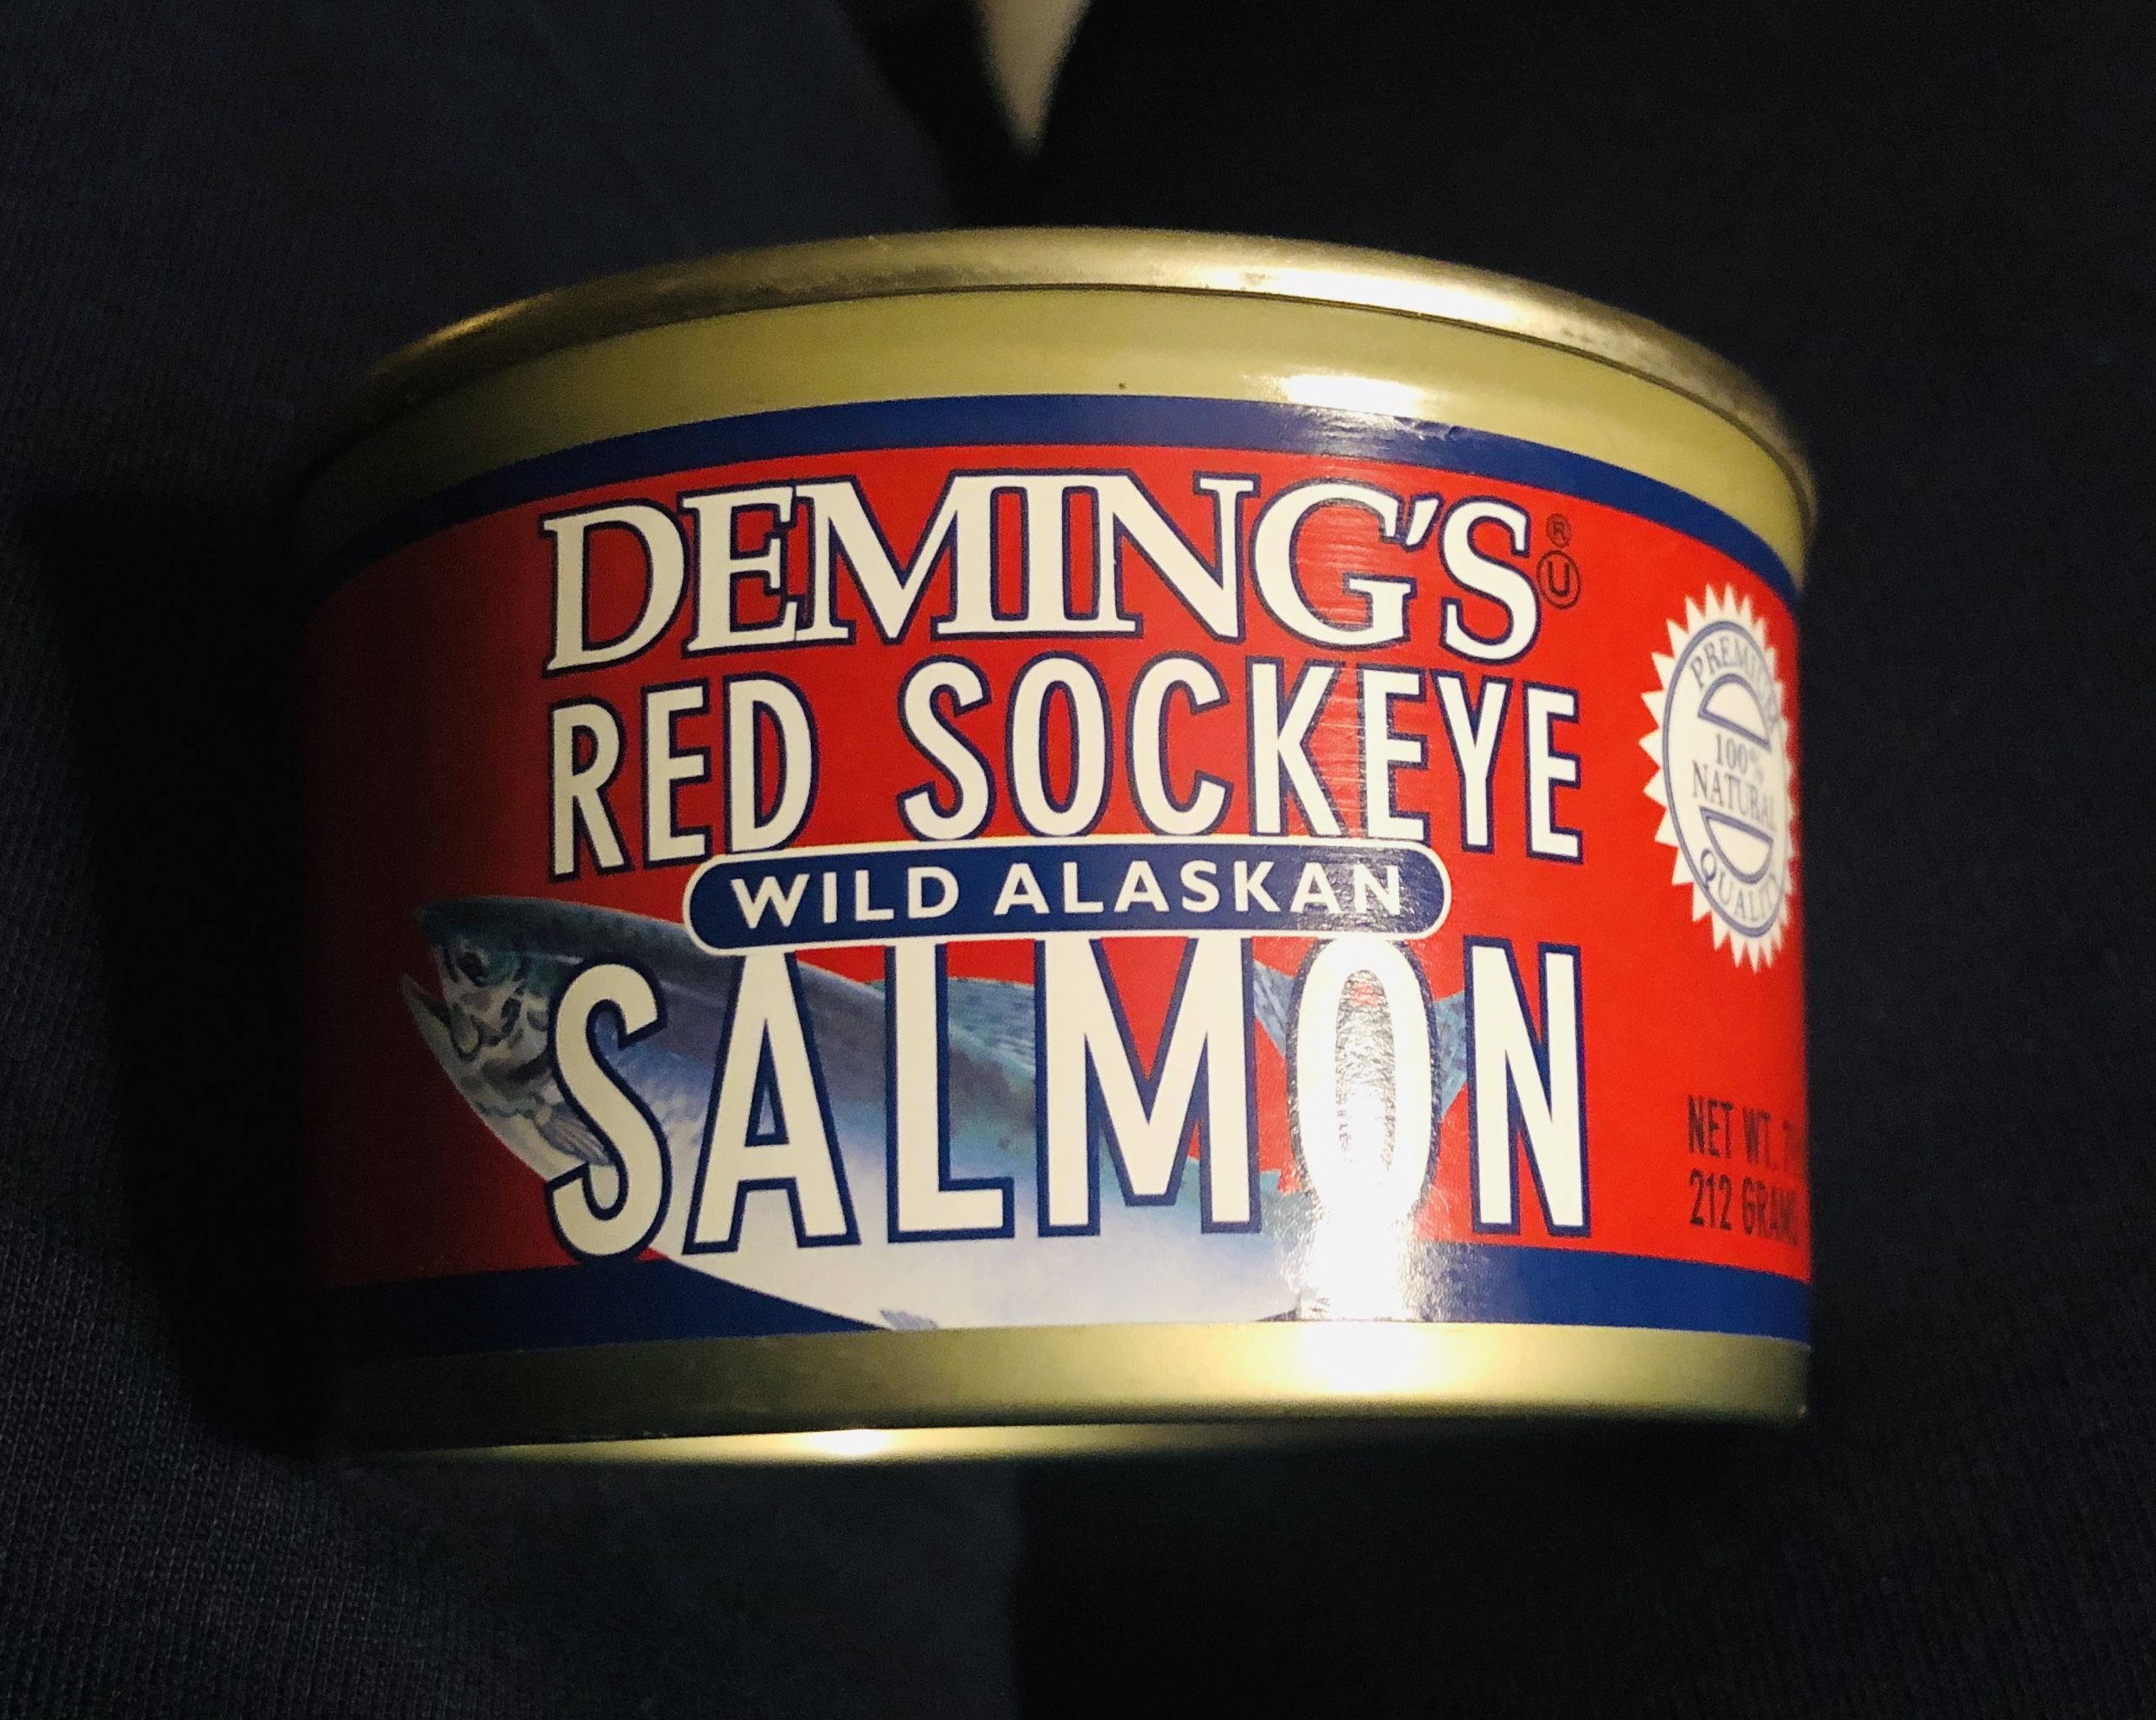 DEMING'S®
U
RED SOCKEYE
WILD ALASKAN
SALMON
PREMIUM
100%
NATURAL
QUALITY
NET WT.
212 GRAMS